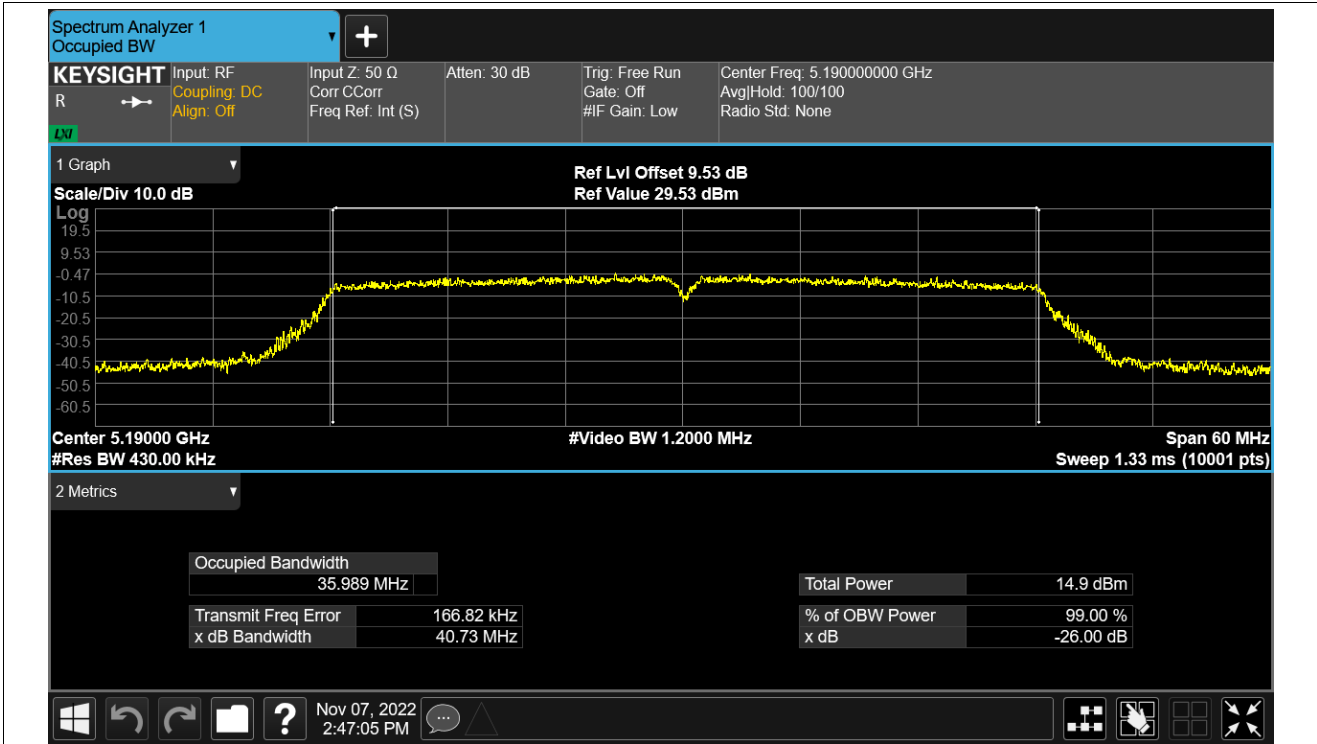 Spectrum Analyzer 1
Occupied BW
KEYSIGHT
R
LXI
Input: RF
Coupling: DC
Align: Off
Input Z: 50 Ω
Corr CCorr
Freq Ref: Int (S)
Atten: 30 dB
Trig: Free Run
Gate: Off
#IF Gain: Low
Center Freq: 5.190000000 GHz
Avg|Hold: 100/100
Radio Std: None
1 Graph
Ref Lvl Offset 9.53 dB
Scale/Div 10.0 dB
Ref Value 29.53 dBm
Log
19.5
9.53
-0.47
-10.5
-20.5
-30.5
-40.5
-50.5
-60.5
Center 5.19000 GHz
#Video BW 1.2000 MHz
Span 60 MHz
#Res BW 430.00 kHz
Sweep 1.33 ms (10001 pts)
2 Metrics
Occupied Bandwidth
35.989 MHz
Total Power 14.9 dBm
Transmit Freq Error 166.82 kHz
% of OBW Power 99.00 %
x dB Bandwidth 40.73 MHz
x dB -26.00 dB
?
Nov 07, 2022
2:47:05 PM